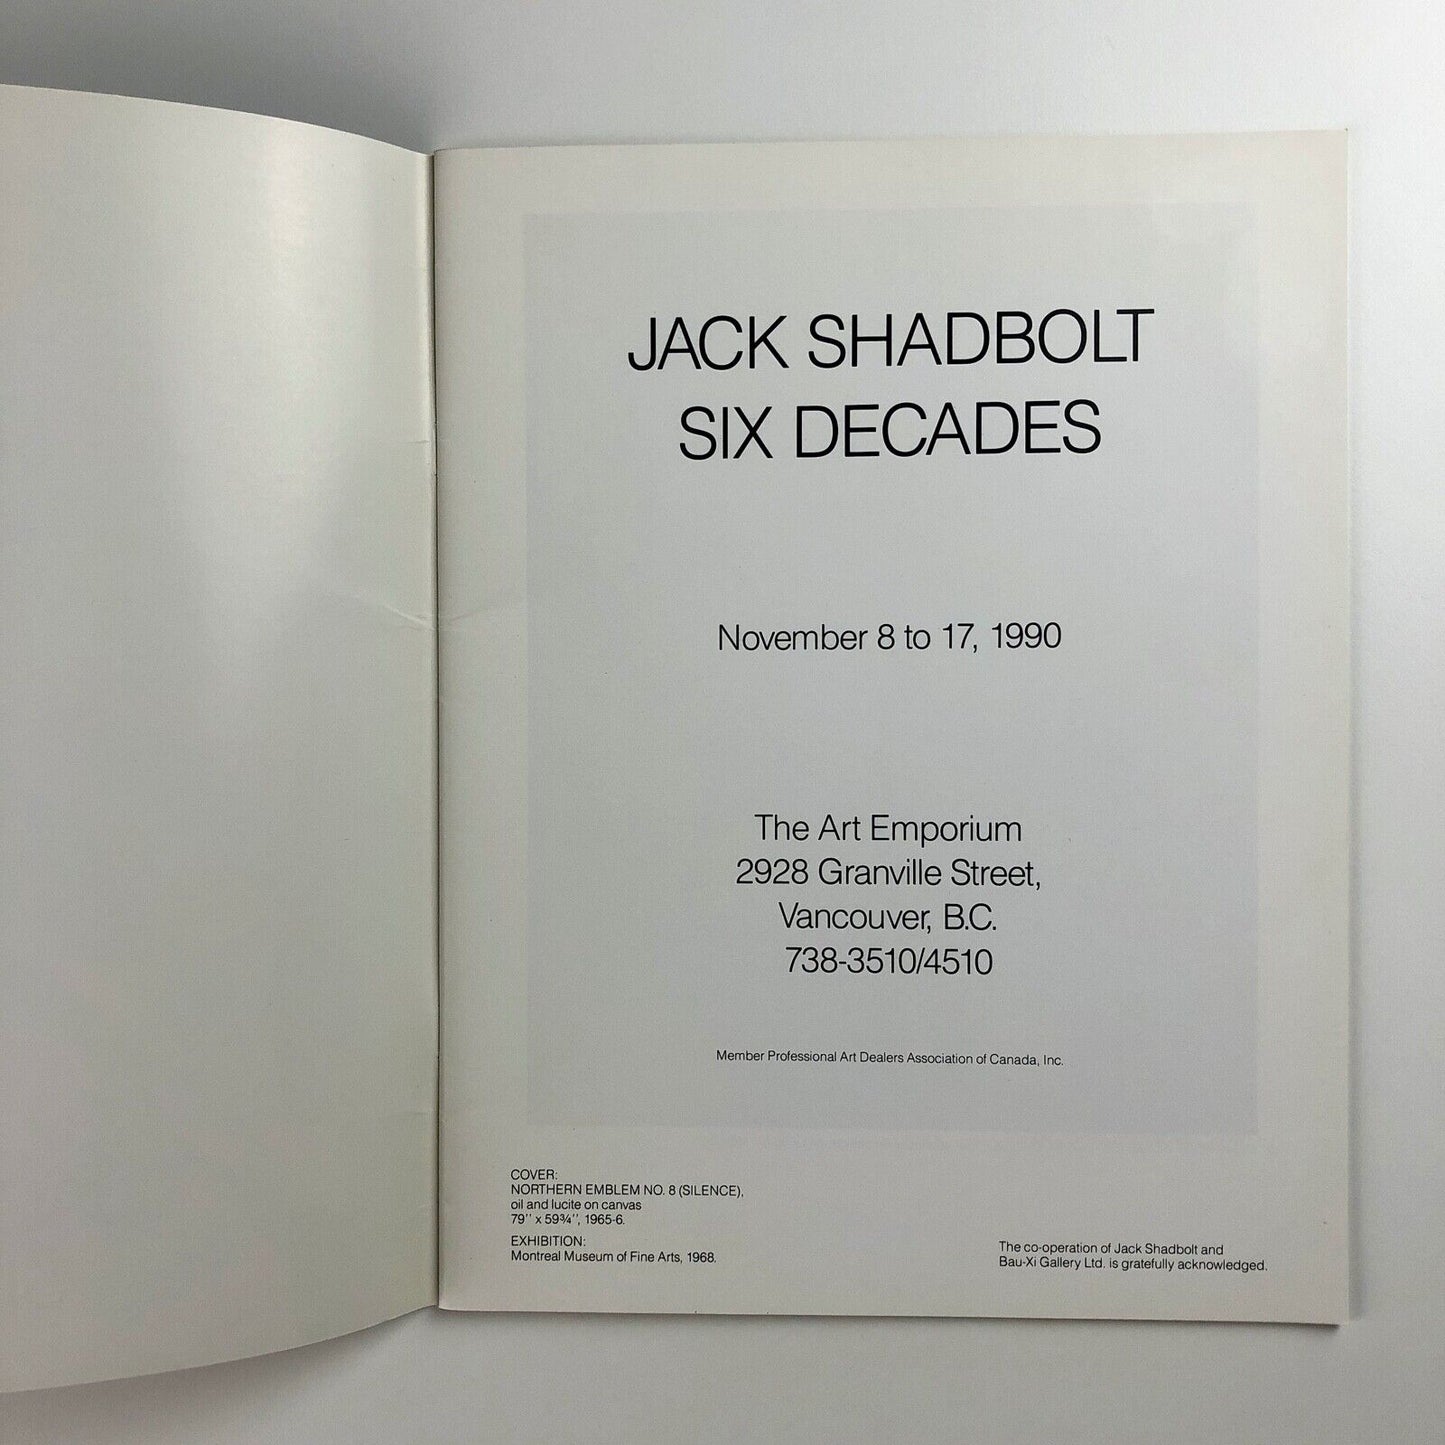 JACK SHADBOLT
SIX DECADES
November 8 to 17, 1990
The Art Emporium
2928 Granville Street,
Vancouver, B.C.
738-3510/4510
Member Professional Art Dealers Association of Canada, Inc.
COVER:
NORTHERN EMBLEM NO. 8 (SILENCE),
oil and lucite on canvas
79'' x 59¾'', 1965-6.
EXHIBITION:
Montreal Museum of Fine Arts, 1968.
The co-operation of Jack Shadbolt and
Bau-Xi Gallery Ltd. is gratefully acknowledged.